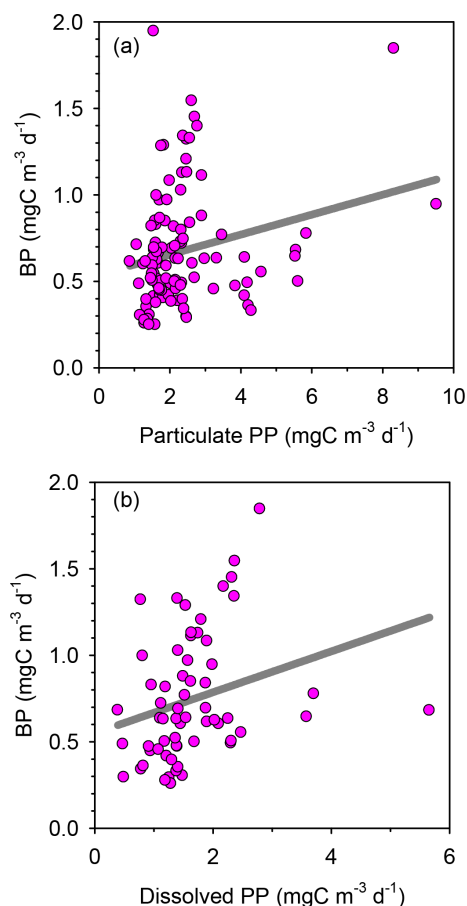 (a)
2.0
1.5
1.0
0.5
0.0
BP (mgC m⁻³ d⁻¹)
0 2 4 6 8 10
Particulate PP (mgC m⁻³ d⁻¹)
(b)
2.0
1.5
1.0
0.5
0.0
BP (mgC m⁻³ d⁻¹)
0 2 4 6
Dissolved PP (mgC m⁻³ d⁻¹)